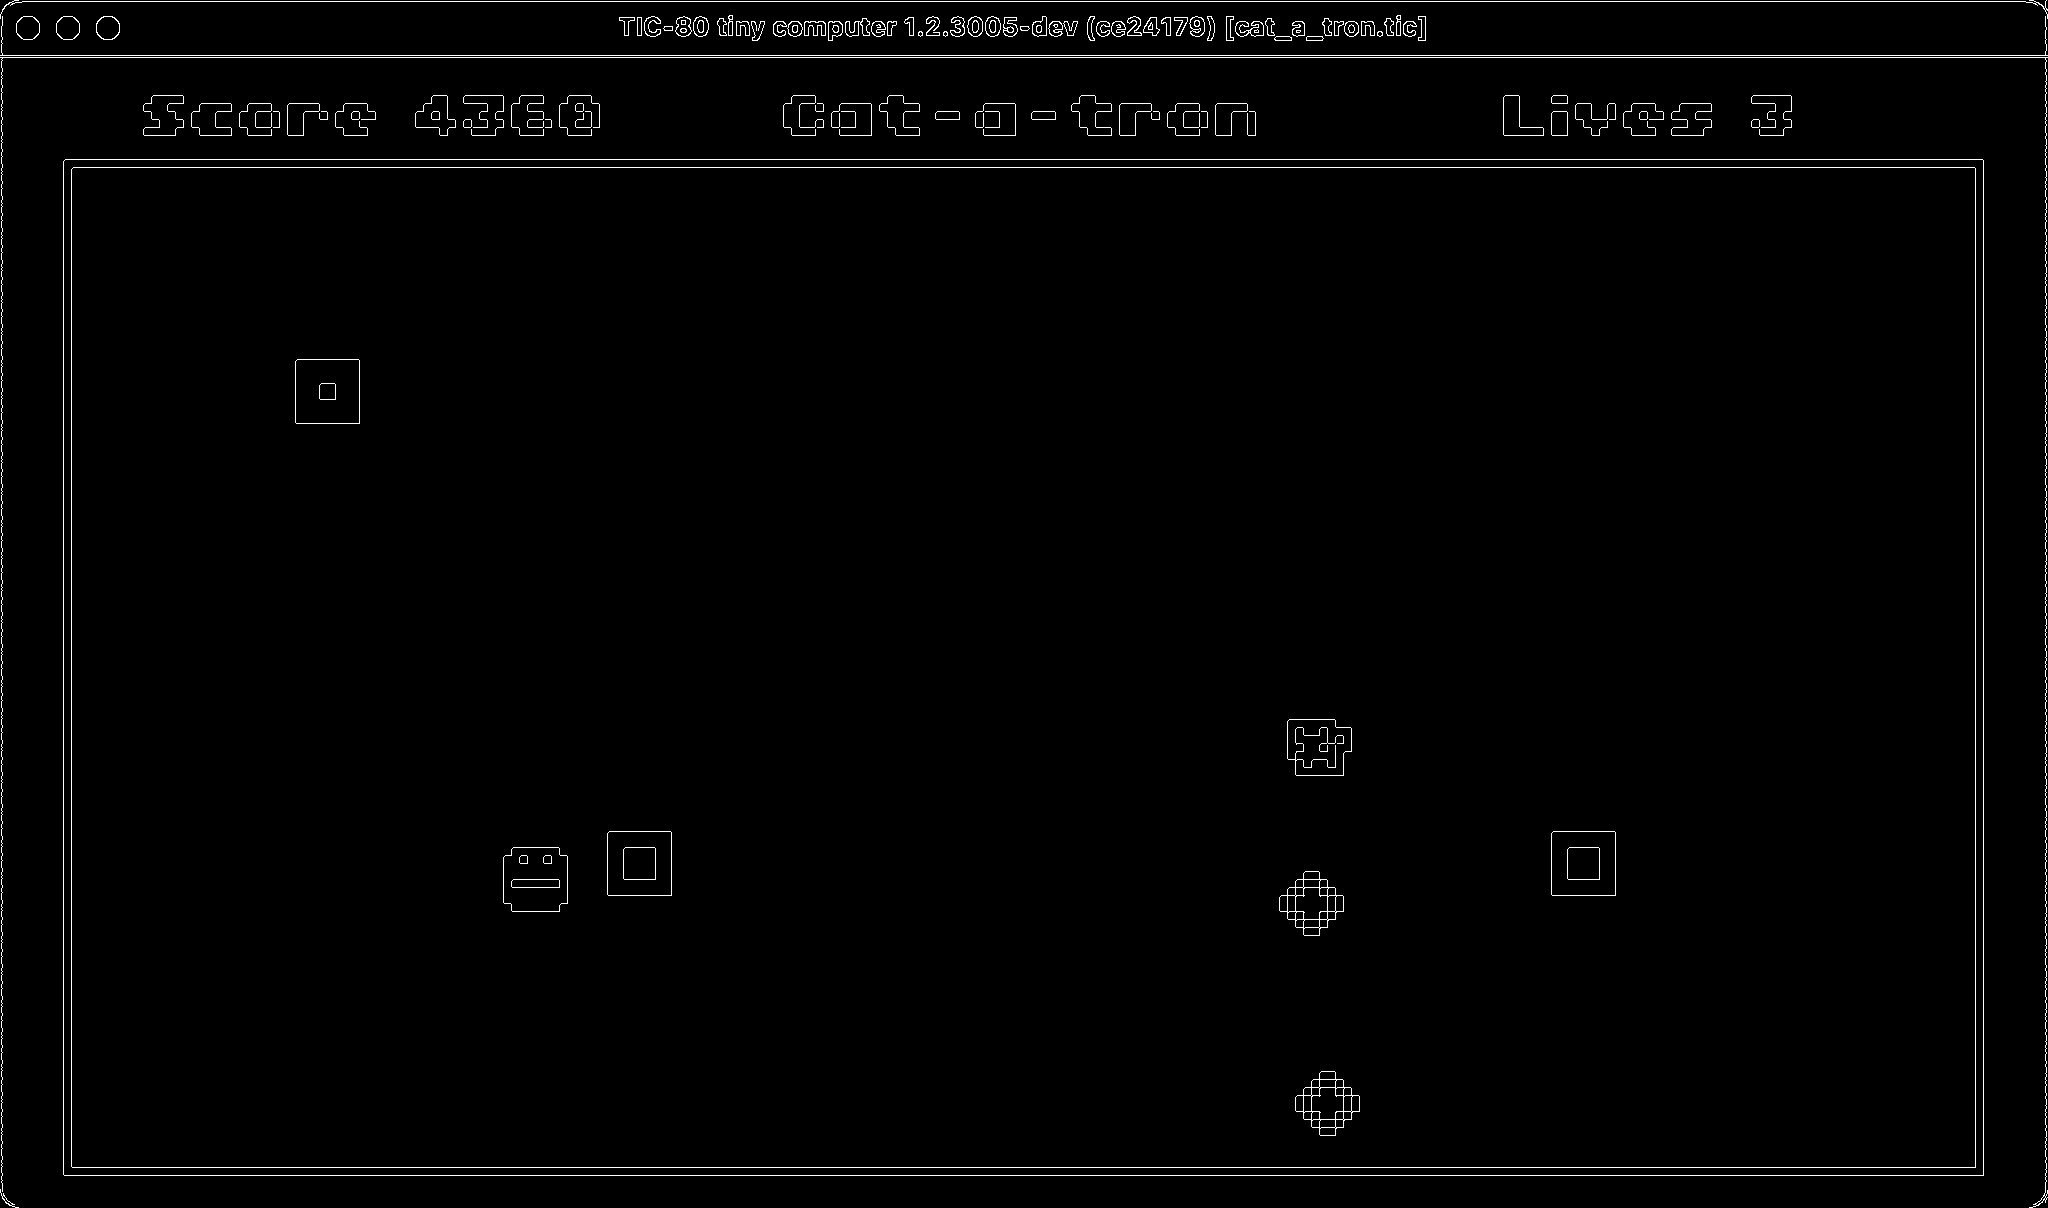 TIC-80 tiny computer 1.2.3005-dev (ce24179) [cat_a_tron.tic]
Score 4360 Cat-a-tron Lives 3